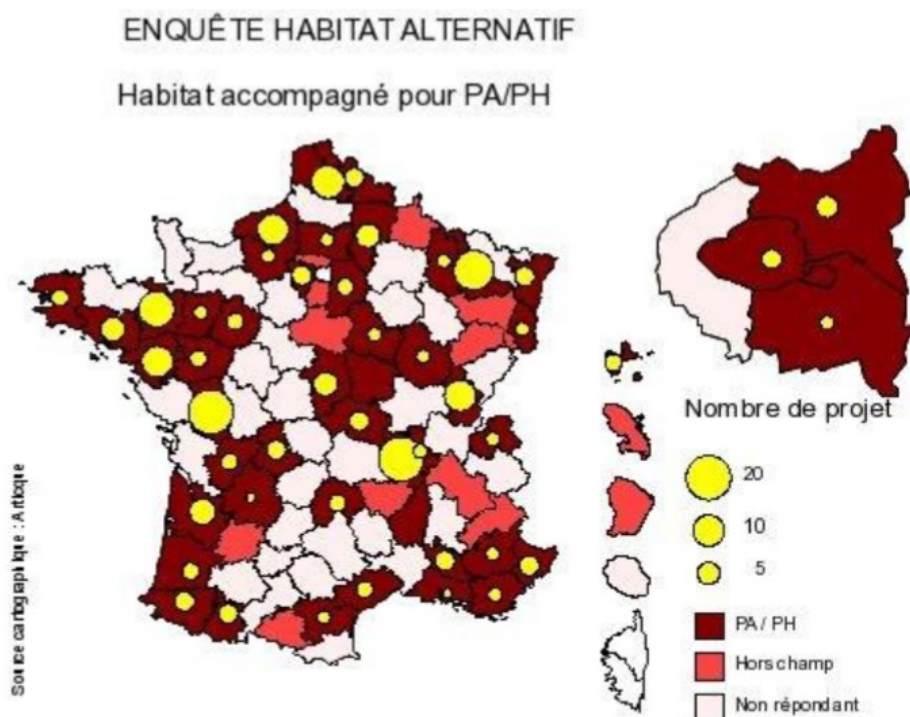 ENQUÊTE HABITAT ALTERNATIF
Habitat accompagné pour PA/PH
Nombre de projet
20
10
5
PA / PH
Hors champ
Non répondant
Source cartographique : Artique